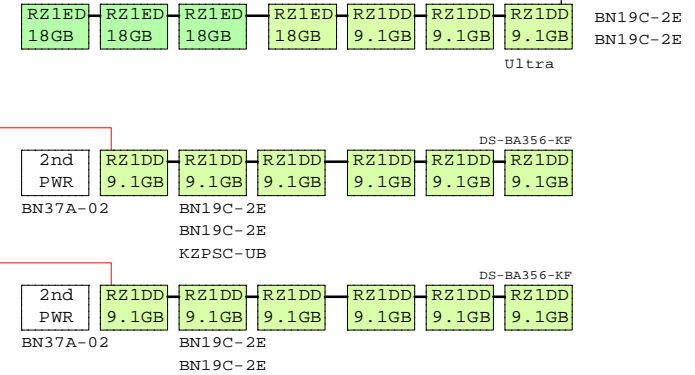 RZ1ED RZ1ED RZ1ED RZ1ED RZ1DD RZ1DD RZ1DD BN19C-2E
18GB 18GB 18GB 18GB 9.1GB 9.1GB 9.1GB BN19C-2E
Ultra
DS-BA356-KF
2nd RZ1DD RZ1DD RZ1DD RZ1DD RZ1DD RZ1DD
PWR 9.1GB 9.1GB 9.1GB 9.1GB 9.1GB 9.1GB
BN37A-02 BN19C-2E
BN19C-2E
KZPSC-UB
DS-BA356-KF
2nd RZ1DD RZ1DD RZ1DD RZ1DD RZ1DD RZ1DD
PWR 9.1GB 9.1GB 9.1GB 9.1GB 9.1GB 9.1GB
BN37A-02 BN19C-2E
BN19C-2E